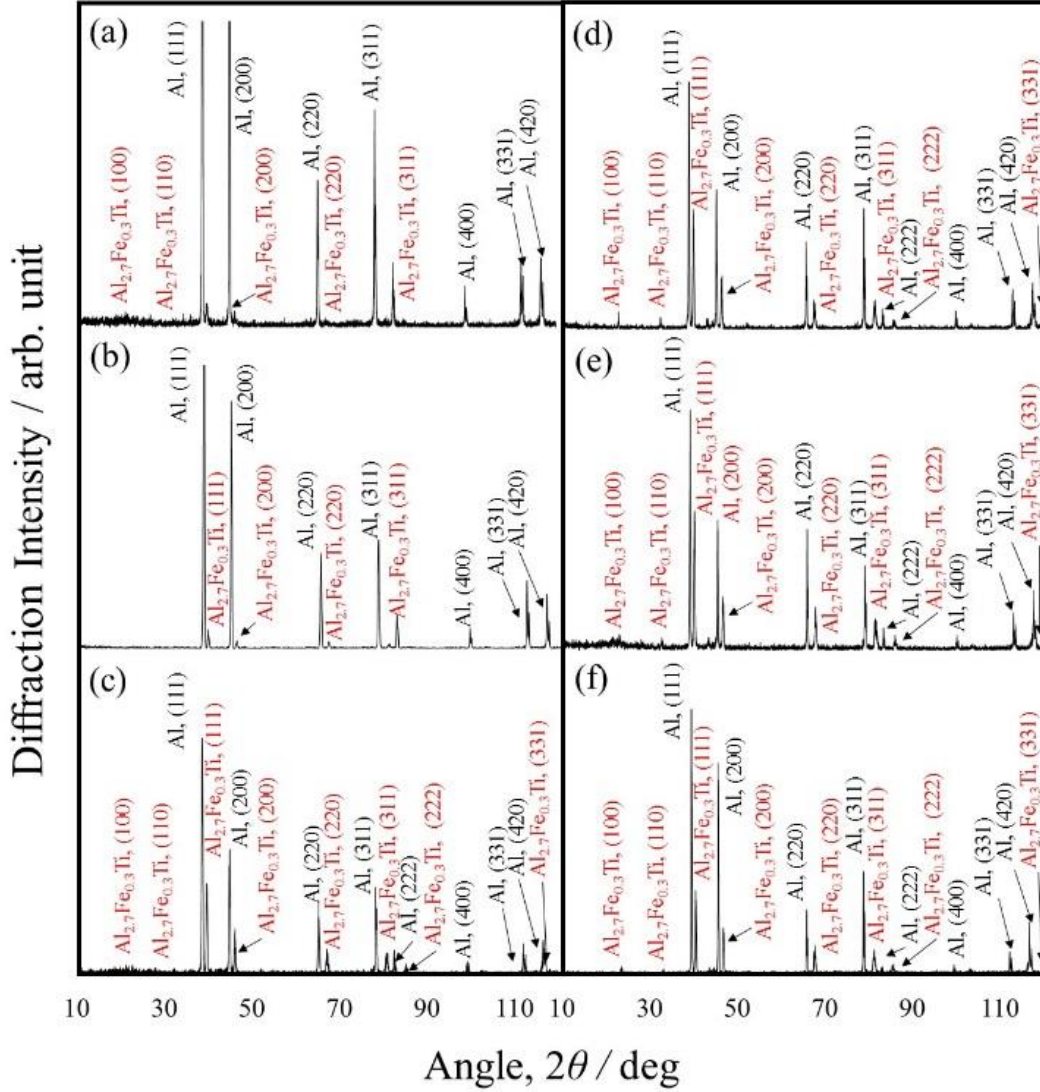 Diffraction Intensity / arb. unit
(a)
Al₂.₇Fe₀.₃Ti, (100)
Al₂.₇Fe₀.₃Ti, (110)
Al, (111)
Al, (200)
Al₂.₇Fe₀.₃Ti, (200)
Al, (220)
Al₂.₇Fe₀.₃Ti, (220)
Al, (311)
Al₂.₇Fe₀.₃Ti, (311)
Al, (400)
Al, (331)
Al, (420)
(b)
Al, (111)
Al₂.₇Fe₀.₃Ti, (111)
Al, (200)
Al₂.₇Fe₀.₃Ti, (200)
Al, (220)
Al₂.₇Fe₀.₃Ti, (220)
Al, (311)
Al₂.₇Fe₀.₃Ti, (311)
Al, (400)
Al, (331)
Al, (420)
(c)
Al₂.₇Fe₀.₃Ti, (100)
Al₂.₇Fe₀.₃Ti, (110)
Al, (111)
Al₂.₇Fe₀.₃Ti, (111)
Al, (200)
Al₂.₇Fe₀.₃Ti, (200)
Al, (220)
Al₂.₇Fe₀.₃Ti, (220)
Al, (311)
Al₂.₇Fe₀.₃Ti, (311)
Al, (222)
Al₂.₇Fe₀.₃Ti, (222)
Al, (400)
Al, (331)
Al, (420)
Al₂.₇Fe₀.₃Ti, (331)
(d)
Al₂.₇Fe₀.₃Ti, (100)
Al₂.₇Fe₀.₃Ti, (110)
Al, (111)
Al₂.₇Fe₀.₃Ti, (111)
Al, (200)
Al₂.₇Fe₀.₃Ti, (200)
Al, (220)
Al₂.₇Fe₀.₃Ti, (220)
Al, (311)
Al₂.₇Fe₀.₃Ti, (311)
Al, (222)
Al₂.₇Fe₀.₃Ti, (222)
Al, (400)
Al, (331)
Al, (420)
Al₂.₇Fe₀.₃Ti, (331)
(e)
Al₂.₇Fe₀.₃Ti, (100)
Al₂.₇Fe₀.₃Ti, (110)
Al, (111)
Al₂.₇Fe₀.₃Ti, (111)
Al, (200)
Al₂.₇Fe₀.₃Ti, (200)
Al, (220)
Al₂.₇Fe₀.₃Ti, (220)
Al, (311)
Al₂.₇Fe₀.₃Ti, (311)
Al, (222)
Al₂.₇Fe₀.₃Ti, (222)
Al, (400)
Al, (331)
Al, (420)
Al₂.₇Fe₀.₃Ti, (331)
(f)
Al₂.₇Fe₀.₃Ti, (100)
Al₂.₇Fe₀.₃Ti, (110)
Al, (111)
Al₂.₇Fe₀.₃Ti, (111)
Al, (200)
Al₂.₇Fe₀.₃Ti, (200)
Al, (220)
Al₂.₇Fe₀.₃Ti, (220)
Al, (311)
Al₂.₇Fe₀.₃Ti, (311)
Al, (222)
Al₂.₇Fe₀.₃Ti, (222)
Al, (400)
Al, (331)
Al, (420)
Al₂.₇Fe₀.₃Ti, (331)
10 30 50 70 90 110 10 30 50 70 90 110
Angle, 2θ / deg